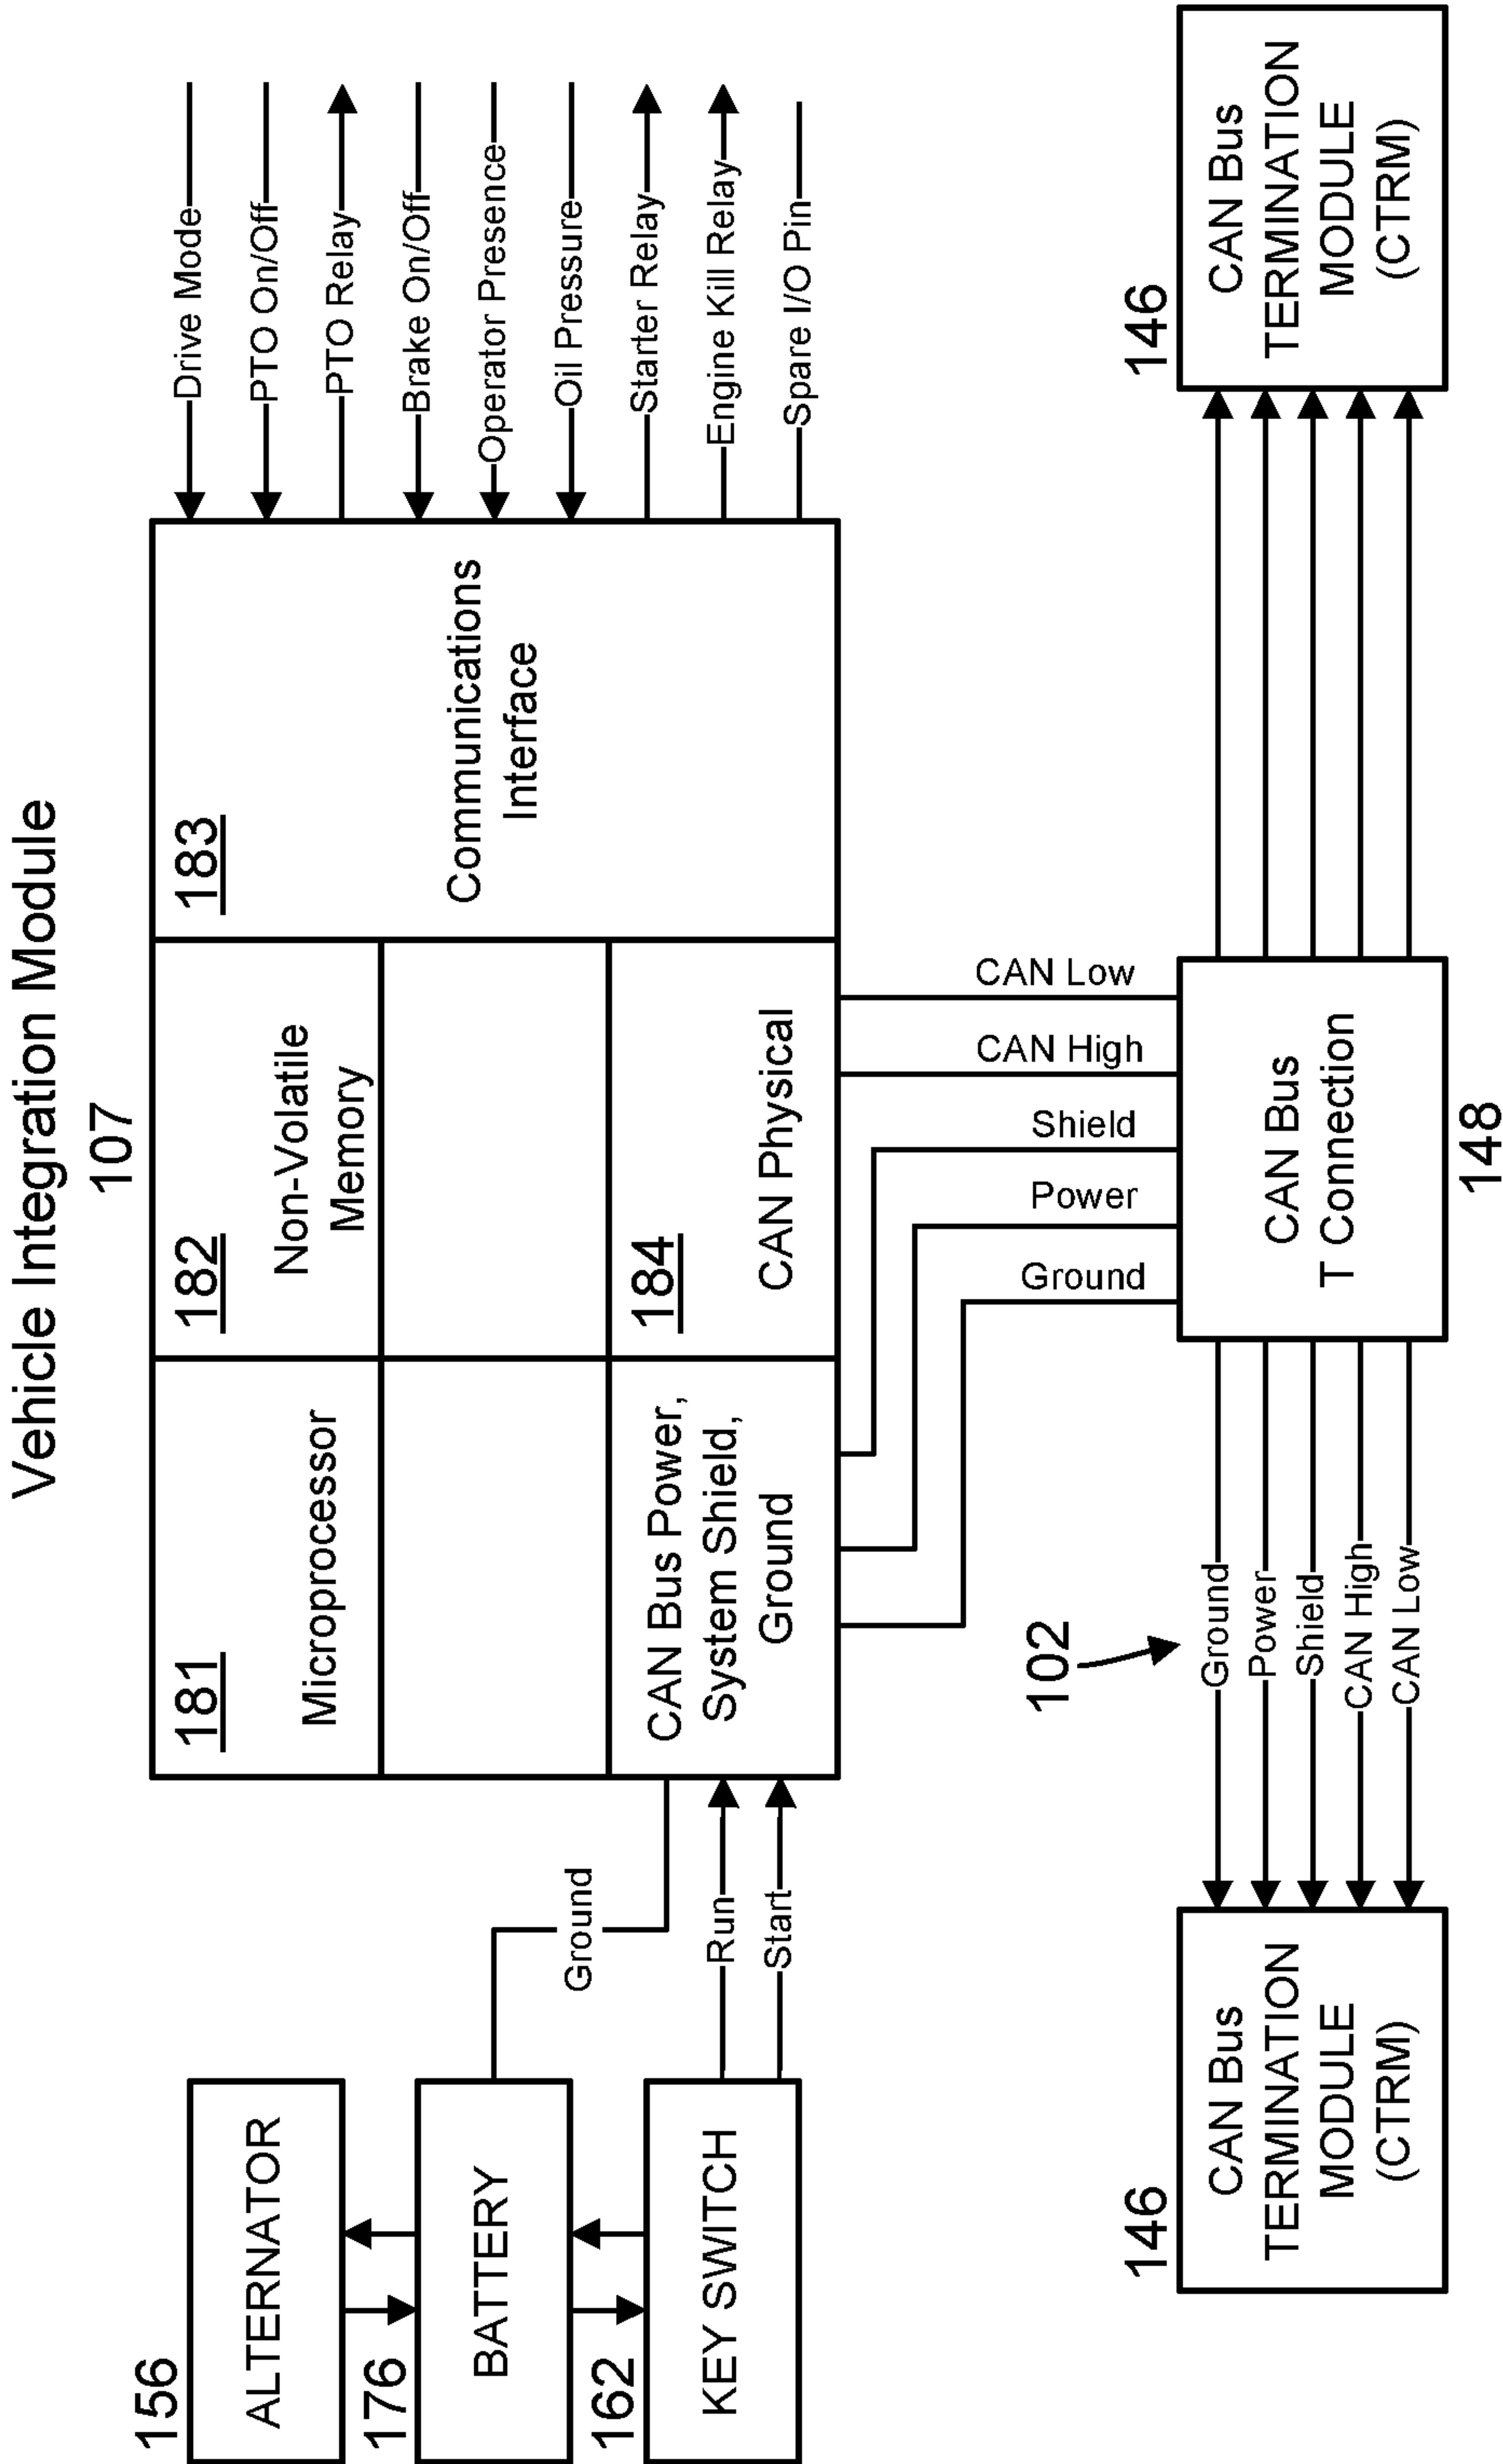 Vehicle Integration Module
107
156
ALTERNATOR
176
BATTERY
162
KEY SWITCH
Ground
Run
Start
181
Microprocessor
182
Non-Volatile
Memory
183
Communications
Interface
CAN Bus Power,
System Shield,
Ground
184
CAN Physical
Drive Mode
PTO On/Off
PTO Relay
Brake On/Off
Operator Presence
Oil Pressure
Starter Relay
Engine Kill Relay
Spare I/O Pin
Ground
Power
Shield
CAN High
CAN Low
146
CAN Bus
TERMINATION
MODULE
(CTRM)
102
Ground
Power
Shield
CAN High
CAN Low
CAN Bus
T Connection
148
146
CAN Bus
TERMINATION
MODULE
(CTRM)